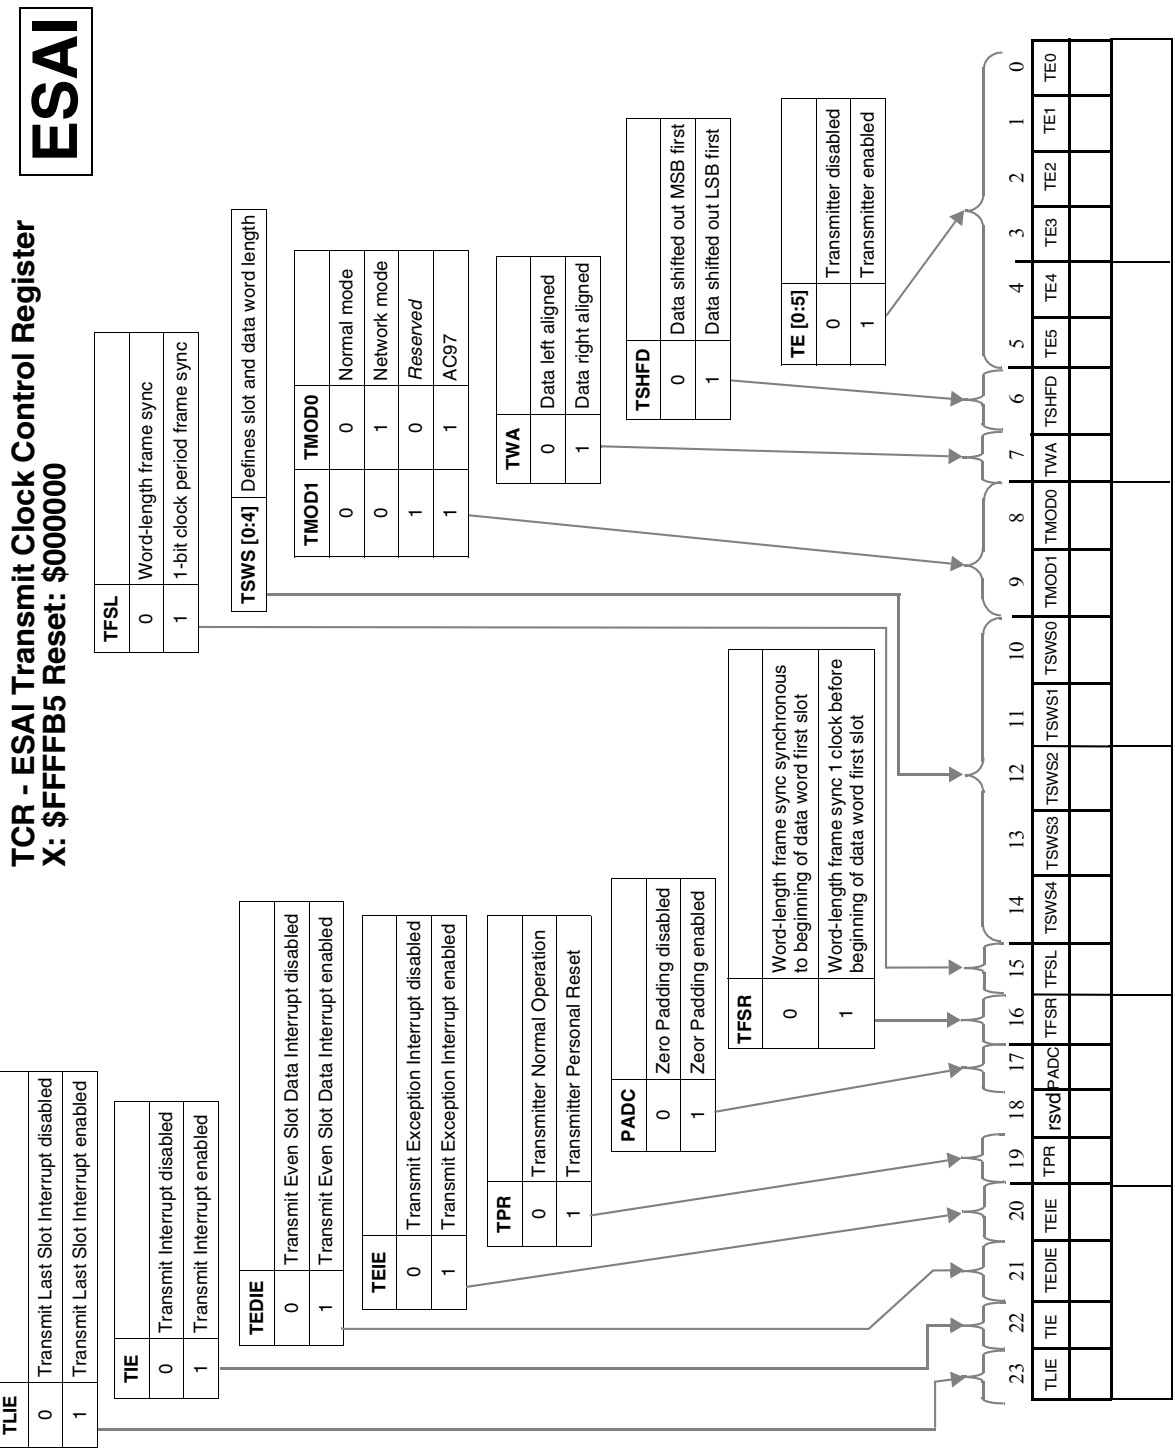 ESAI
TCR - ESAI Transmit Clock Control Register
X: $FFFFB5 Reset: $000000
TLIE
0 Transmit Last Slot Interrupt disabled
1 Transmit Last Slot Interrupt enabled
TIE
0 Transmit Interrupt disabled
1 Transmit Interrupt enabled
TEDIE
0 Transmit Even Slot Data Interrupt disabled
1 Transmit Even Slot Data Interrupt enabled
TEIE
0 Transmit Exception Interrupt disabled
1 Transmit Exception Interrupt enabled
TPR
0 Transmitter Normal Operation
1 Transmitter Personal Reset
PADC
0 Zero Padding disabled
1 Zeor Padding enabled
TFSR
0 Word-length frame sync synchronous
to beginning of data word first slot
1 Word-length frame sync 1 clock before
beginning of data word first slot
TFSL
0 Word-length frame sync
1 1-bit clock period frame sync
TSWS [0:4] Defines slot and data word length
TMOD1 TMOD0
0 0 Normal mode
0 1 Network mode
1 0 Reserved
1 1 AC97
TWA
0 Data left aligned
1 Data right aligned
TSHFD
0 Data shifted out MSB first
1 Data shifted out LSB first
TE [0:5]
0 Transmitter disabled
1 Transmitter enabled
23 22 21 20 19 18 17 16 15 14 13 12 11 10 9 8 7 6 5 4 3 2 1 0
TLIE TIE TEDIE TEIE TPR rsvd PADC TFSR TFSL TSWS4 TSWS3 TSWS2 TSWS1 TSWS0 TMOD1 TMOD0 TWA TSHFD TE5 TE4 TE3 TE2 TE1 TE0